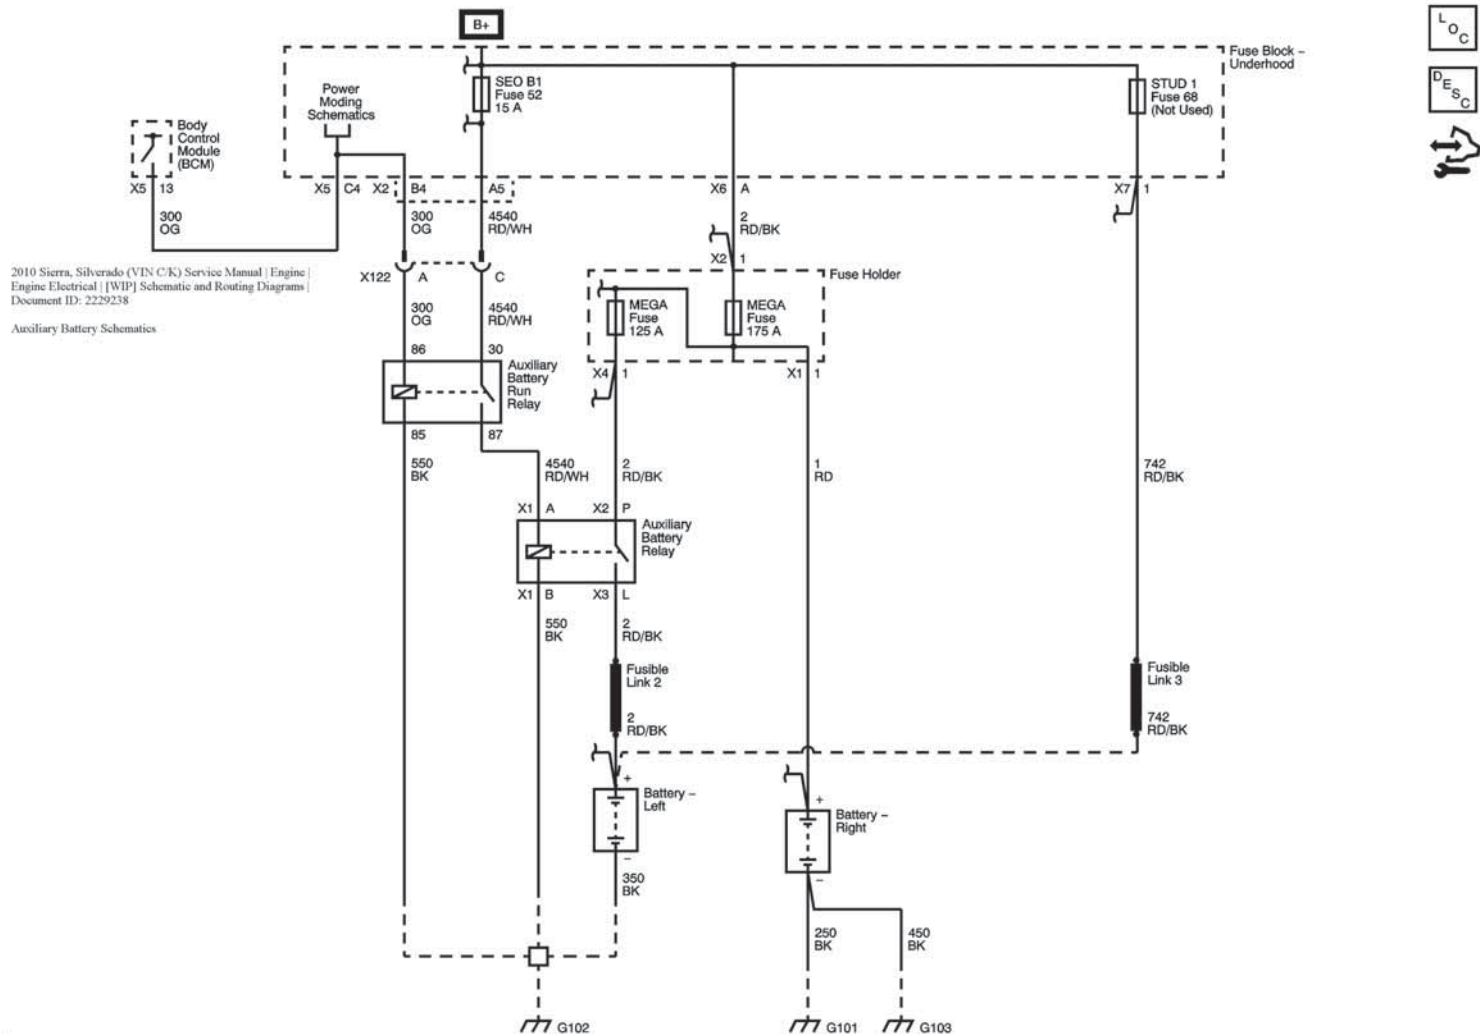 B+
Fuse Block –
Underhood
L
O
C
D
E
S
C
SEO B1
Fuse 52
15 A
STUD 1
Fuse 68
(Not Used)
Power
Moding
Schematics
Body
Control
Module
(BCM)
X5 13
X5 C4 X2 B4 A5
X6 A
X7 1
300
OG
300
OG
4540
RD/WH
2
RD/BK
X2 1
2010 Sierra, Silverado (VIN C/K) Service Manual | Engine |
Engine Electrical | [WIP] Schematic and Routing Diagrams |
Document ID: 2229238
Auxiliary Battery Schematics
X122 A C
Fuse Holder
300
OG
4540
RD/WH
MEGA
Fuse
125 A
MEGA
Fuse
175 A
86 30
Auxiliary
Battery
Run
Relay
X4 1
X1 1
85 87
550
BK
4540
RD/WH
2
RD/BK
1
RD
742
RD/BK
X1 A X2 P
Auxiliary
Battery
Relay
X1 B X3 L
550
BK
2
RD/BK
Fusible
Link 2
Fusible
Link 3
2
RD/BK
742
RD/BK
+
Battery –
Left
–
+
Battery –
Right
–
350
BK
250
BK
450
BK
G102
G101
G103